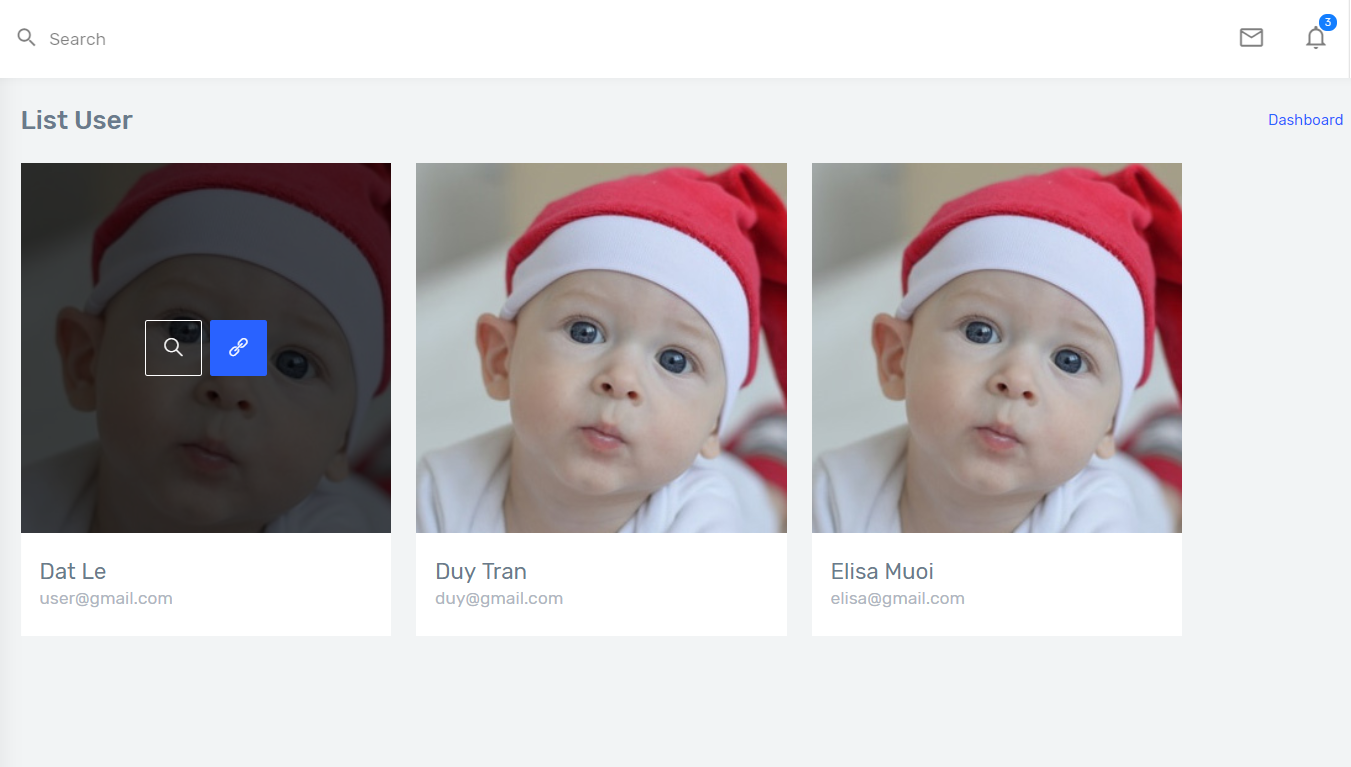 Search
3
List User
Dashboard
Dat Le
user@gmail.com
Duy Tran
duy@gmail.com
Elisa Muoi
elisa@gmail.com